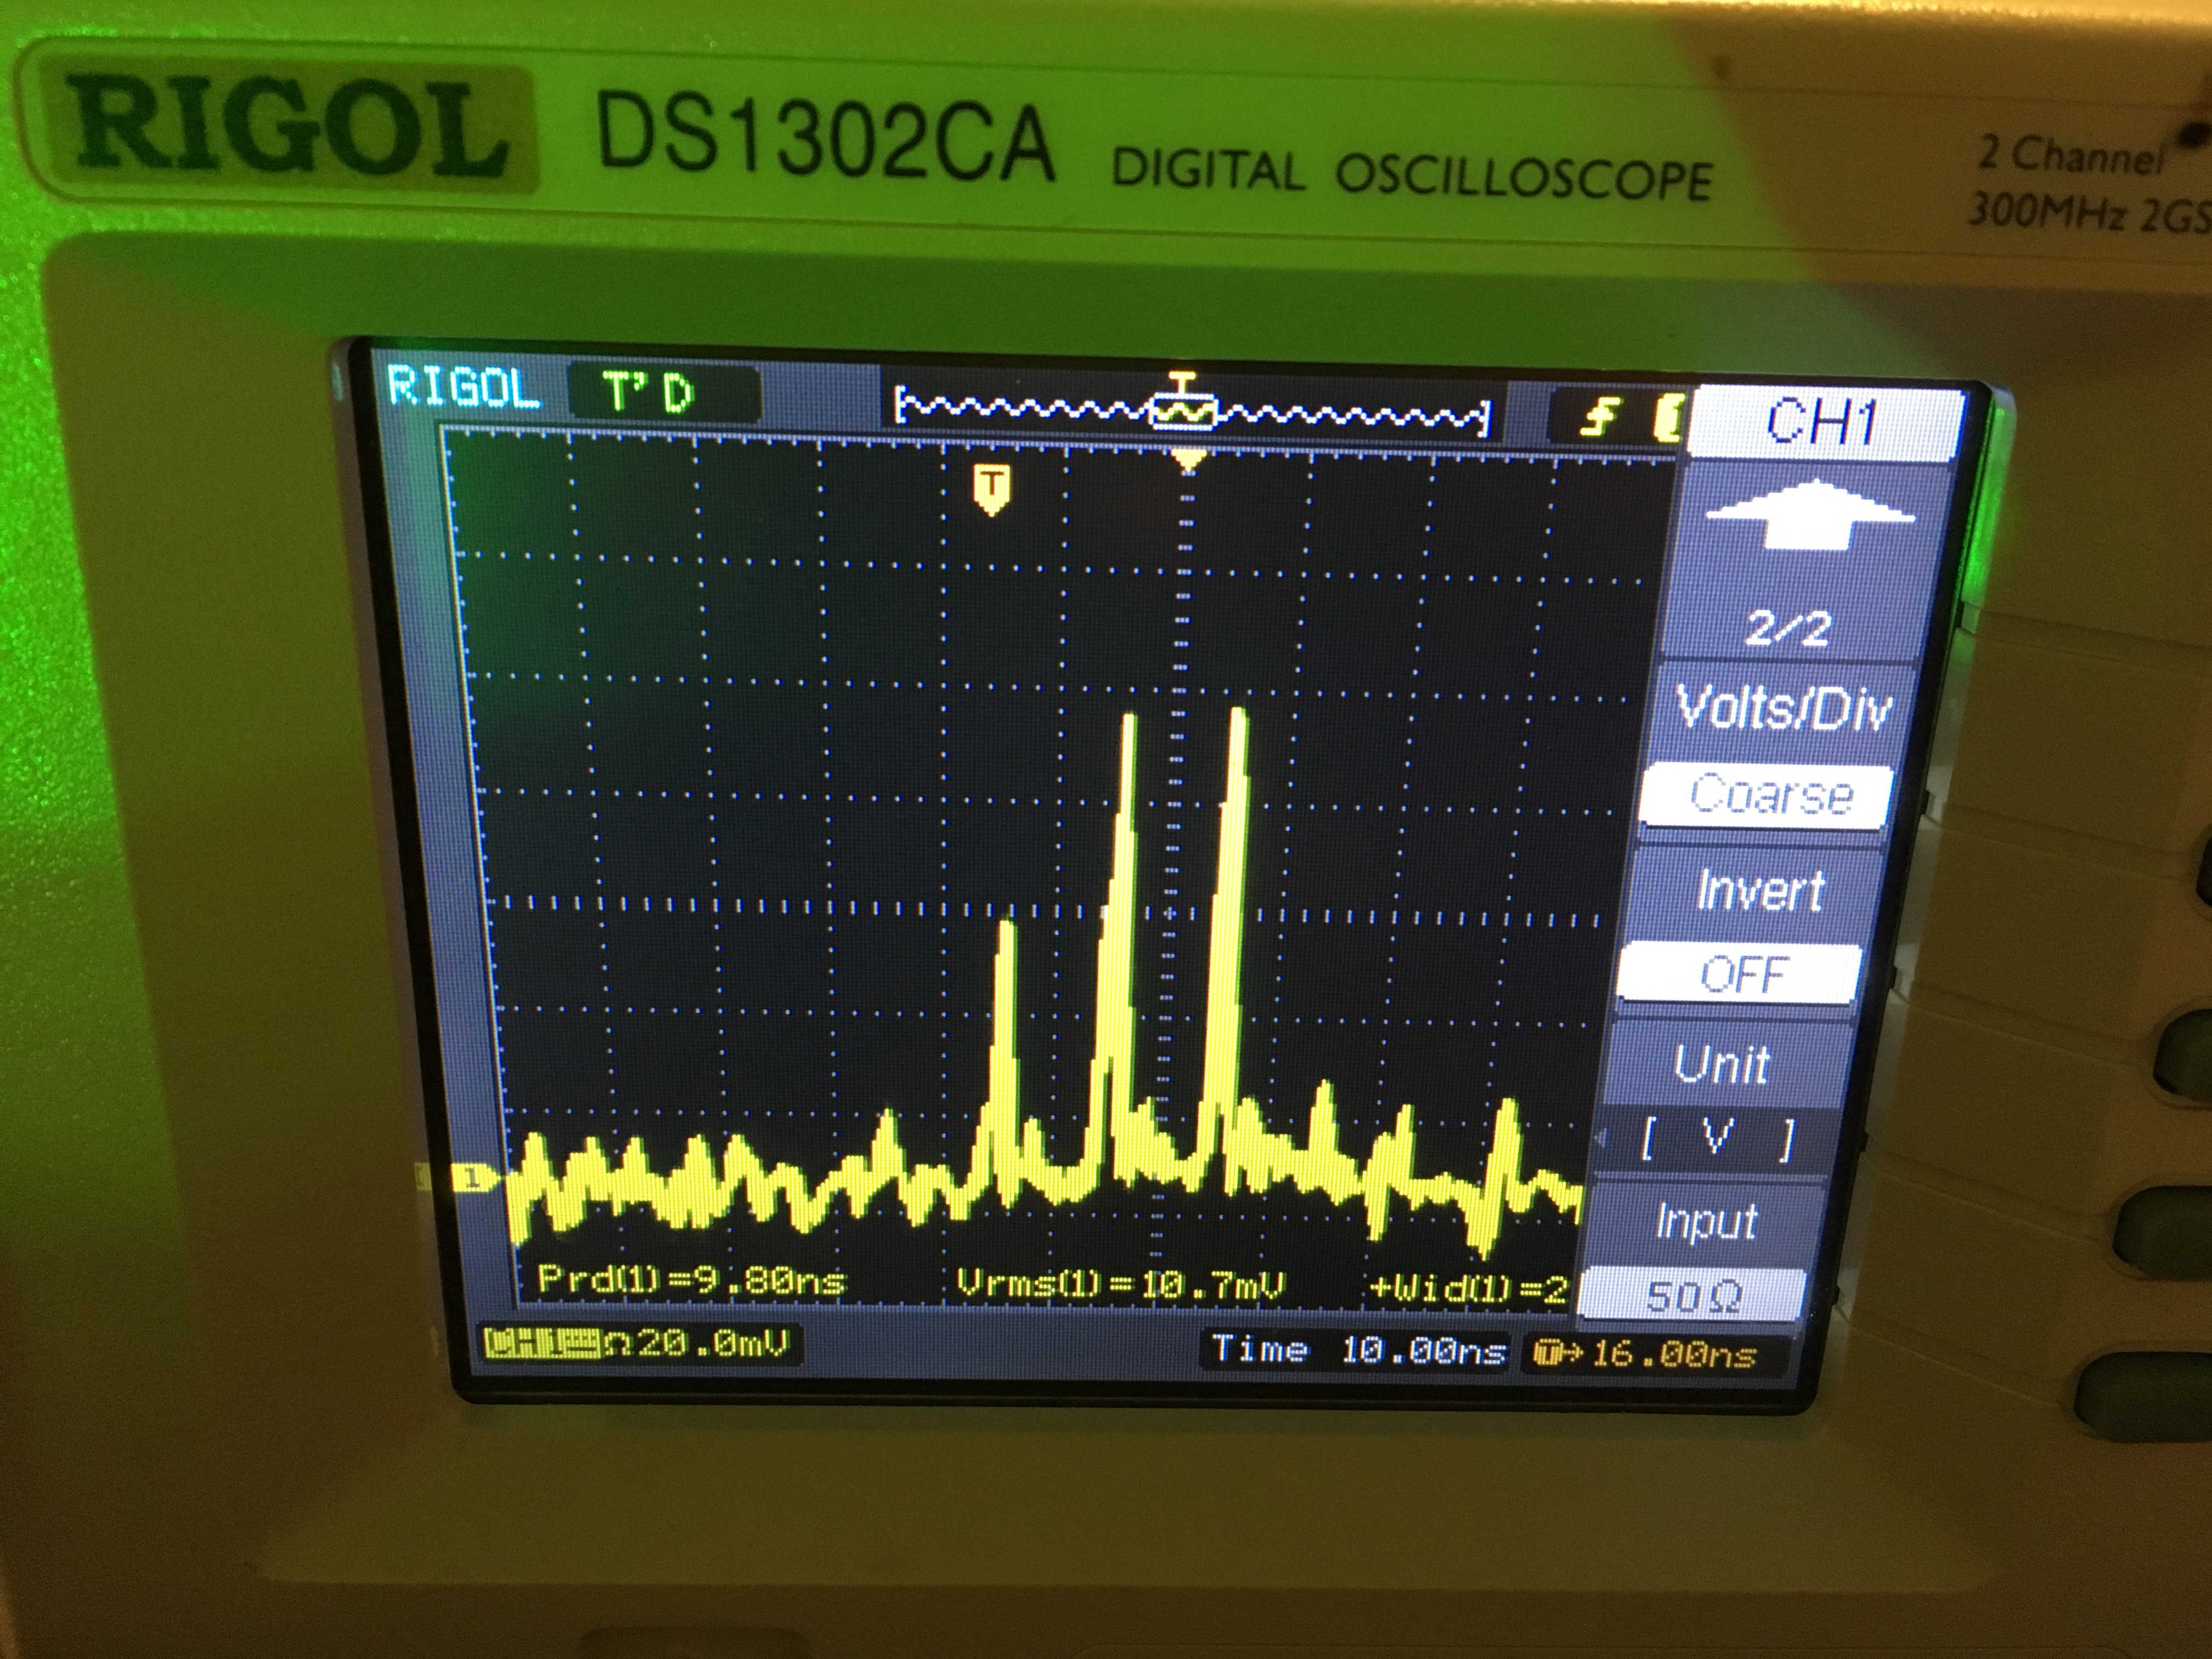 RIGOL DS1302CA DIGITAL OSCILLOSCOPE
2 Channel
300MHz 2GS
RIGOL T'D T CH1
T
2/2
Volts/Div
Coarse
Invert
OFF
Unit
[ V ]
1
Input
50Ω
Prd(1)=9.80ns Vrms(1)=10.7mV +Wid(1)=2
CH1 20.0mV Time 10.00ns T 16.00ns